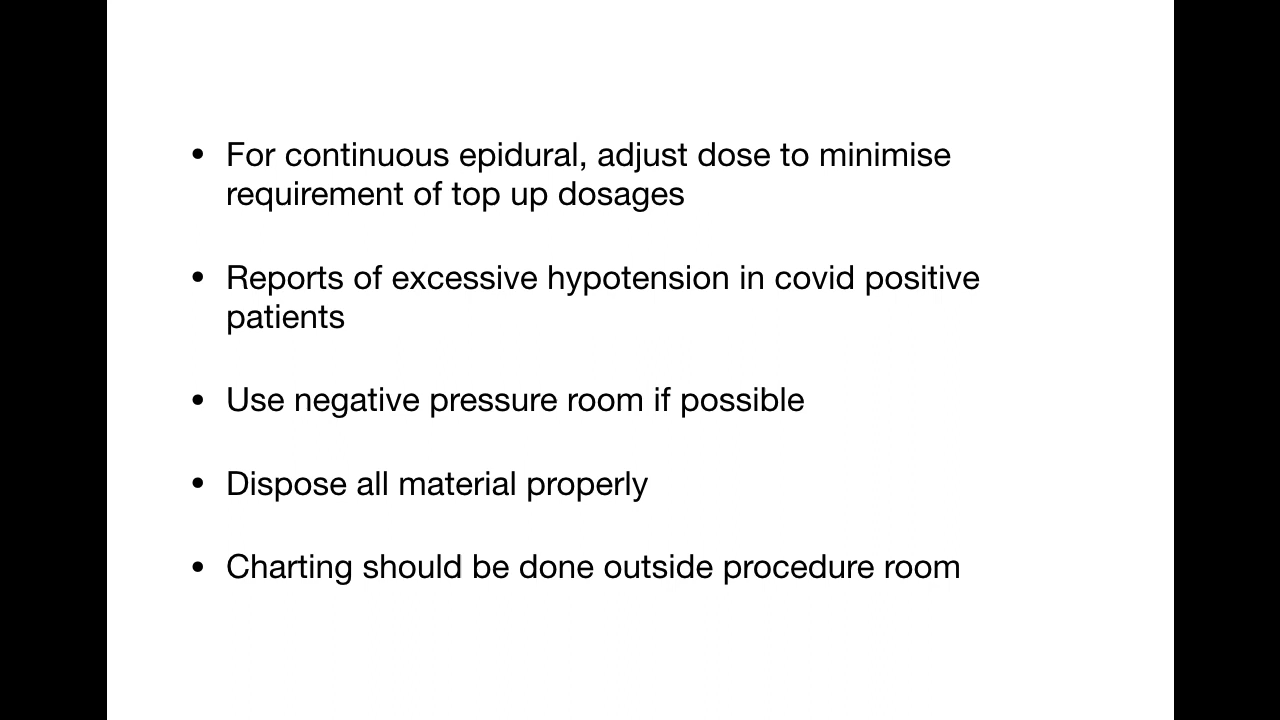 • For continuous epidural, adjust dose to minimise
requirement of top up dosages
• Reports of excessive hypotension in covid positive
patients
• Use negative pressure room if possible
• Dispose all material properly
• Charting should be done outside procedure room